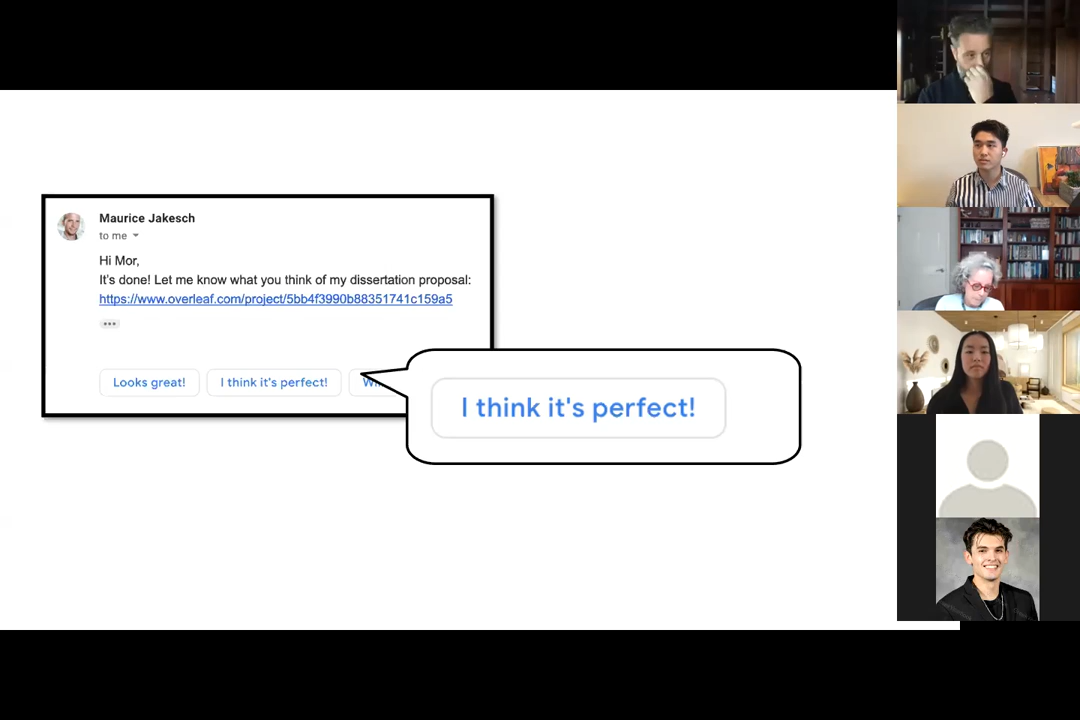 Maurice Jakesch
to me
Hi Mor,
It's done! Let me know what you think of my dissertation proposal:
https://www.overleaf.com/project/5bb4f3990b88351741c159a5
Looks great!
I think it's perfect!
I think it's perfect!